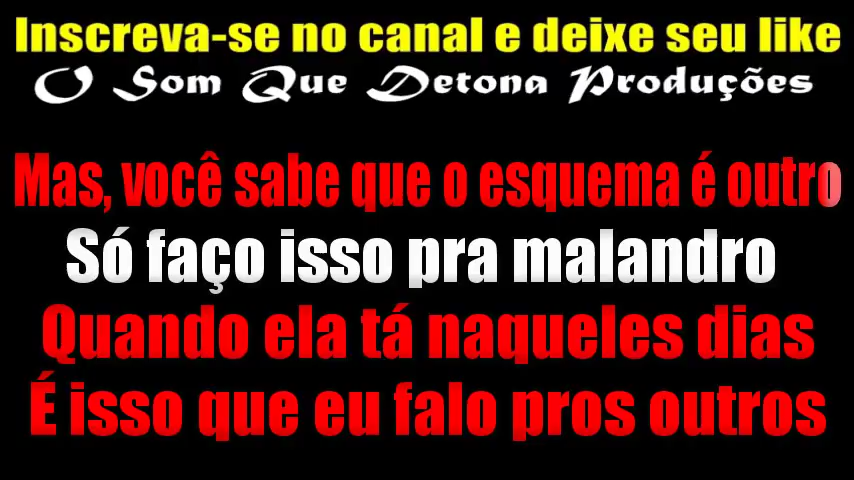 Inscreva-se no canal e deixe seu like
O Som Que Detona Produções
Mas, você sabe que o esquema é outro
Só faço isso pra malandro
Quando ela tá naqueles dias
É isso que eu falo pros outros